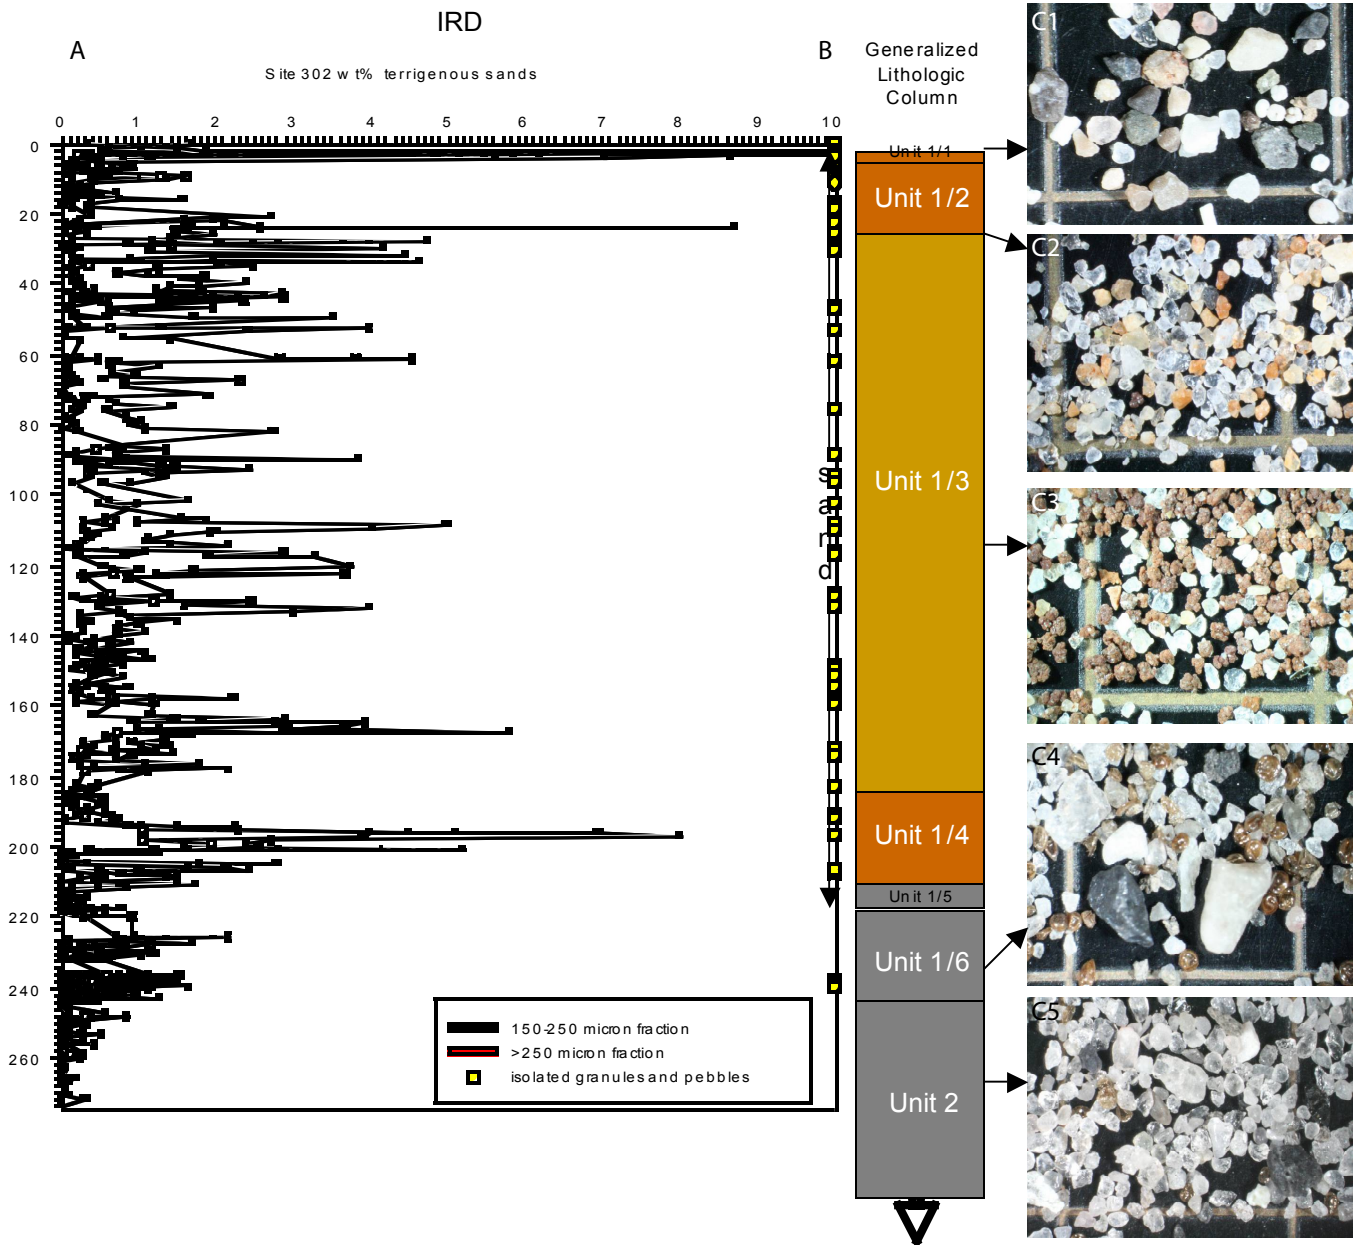 IRD
A
B
Site 302 wt% terrigenous sands
Generalized
Lithologic
Column
0 1 2 3 4 5 6 7 8 9 10
0
20
40
60
80
100
120
140
160
180
200
220
240
260
sand
150-250 micron fraction
>250 micron fraction
isolated granules and pebbles
Unit 1/1
Unit 1/2
Unit 1/3
Unit 1/4
Unit 1/5
Unit 1/6
Unit 2
C1
C2
C3
C4
C5